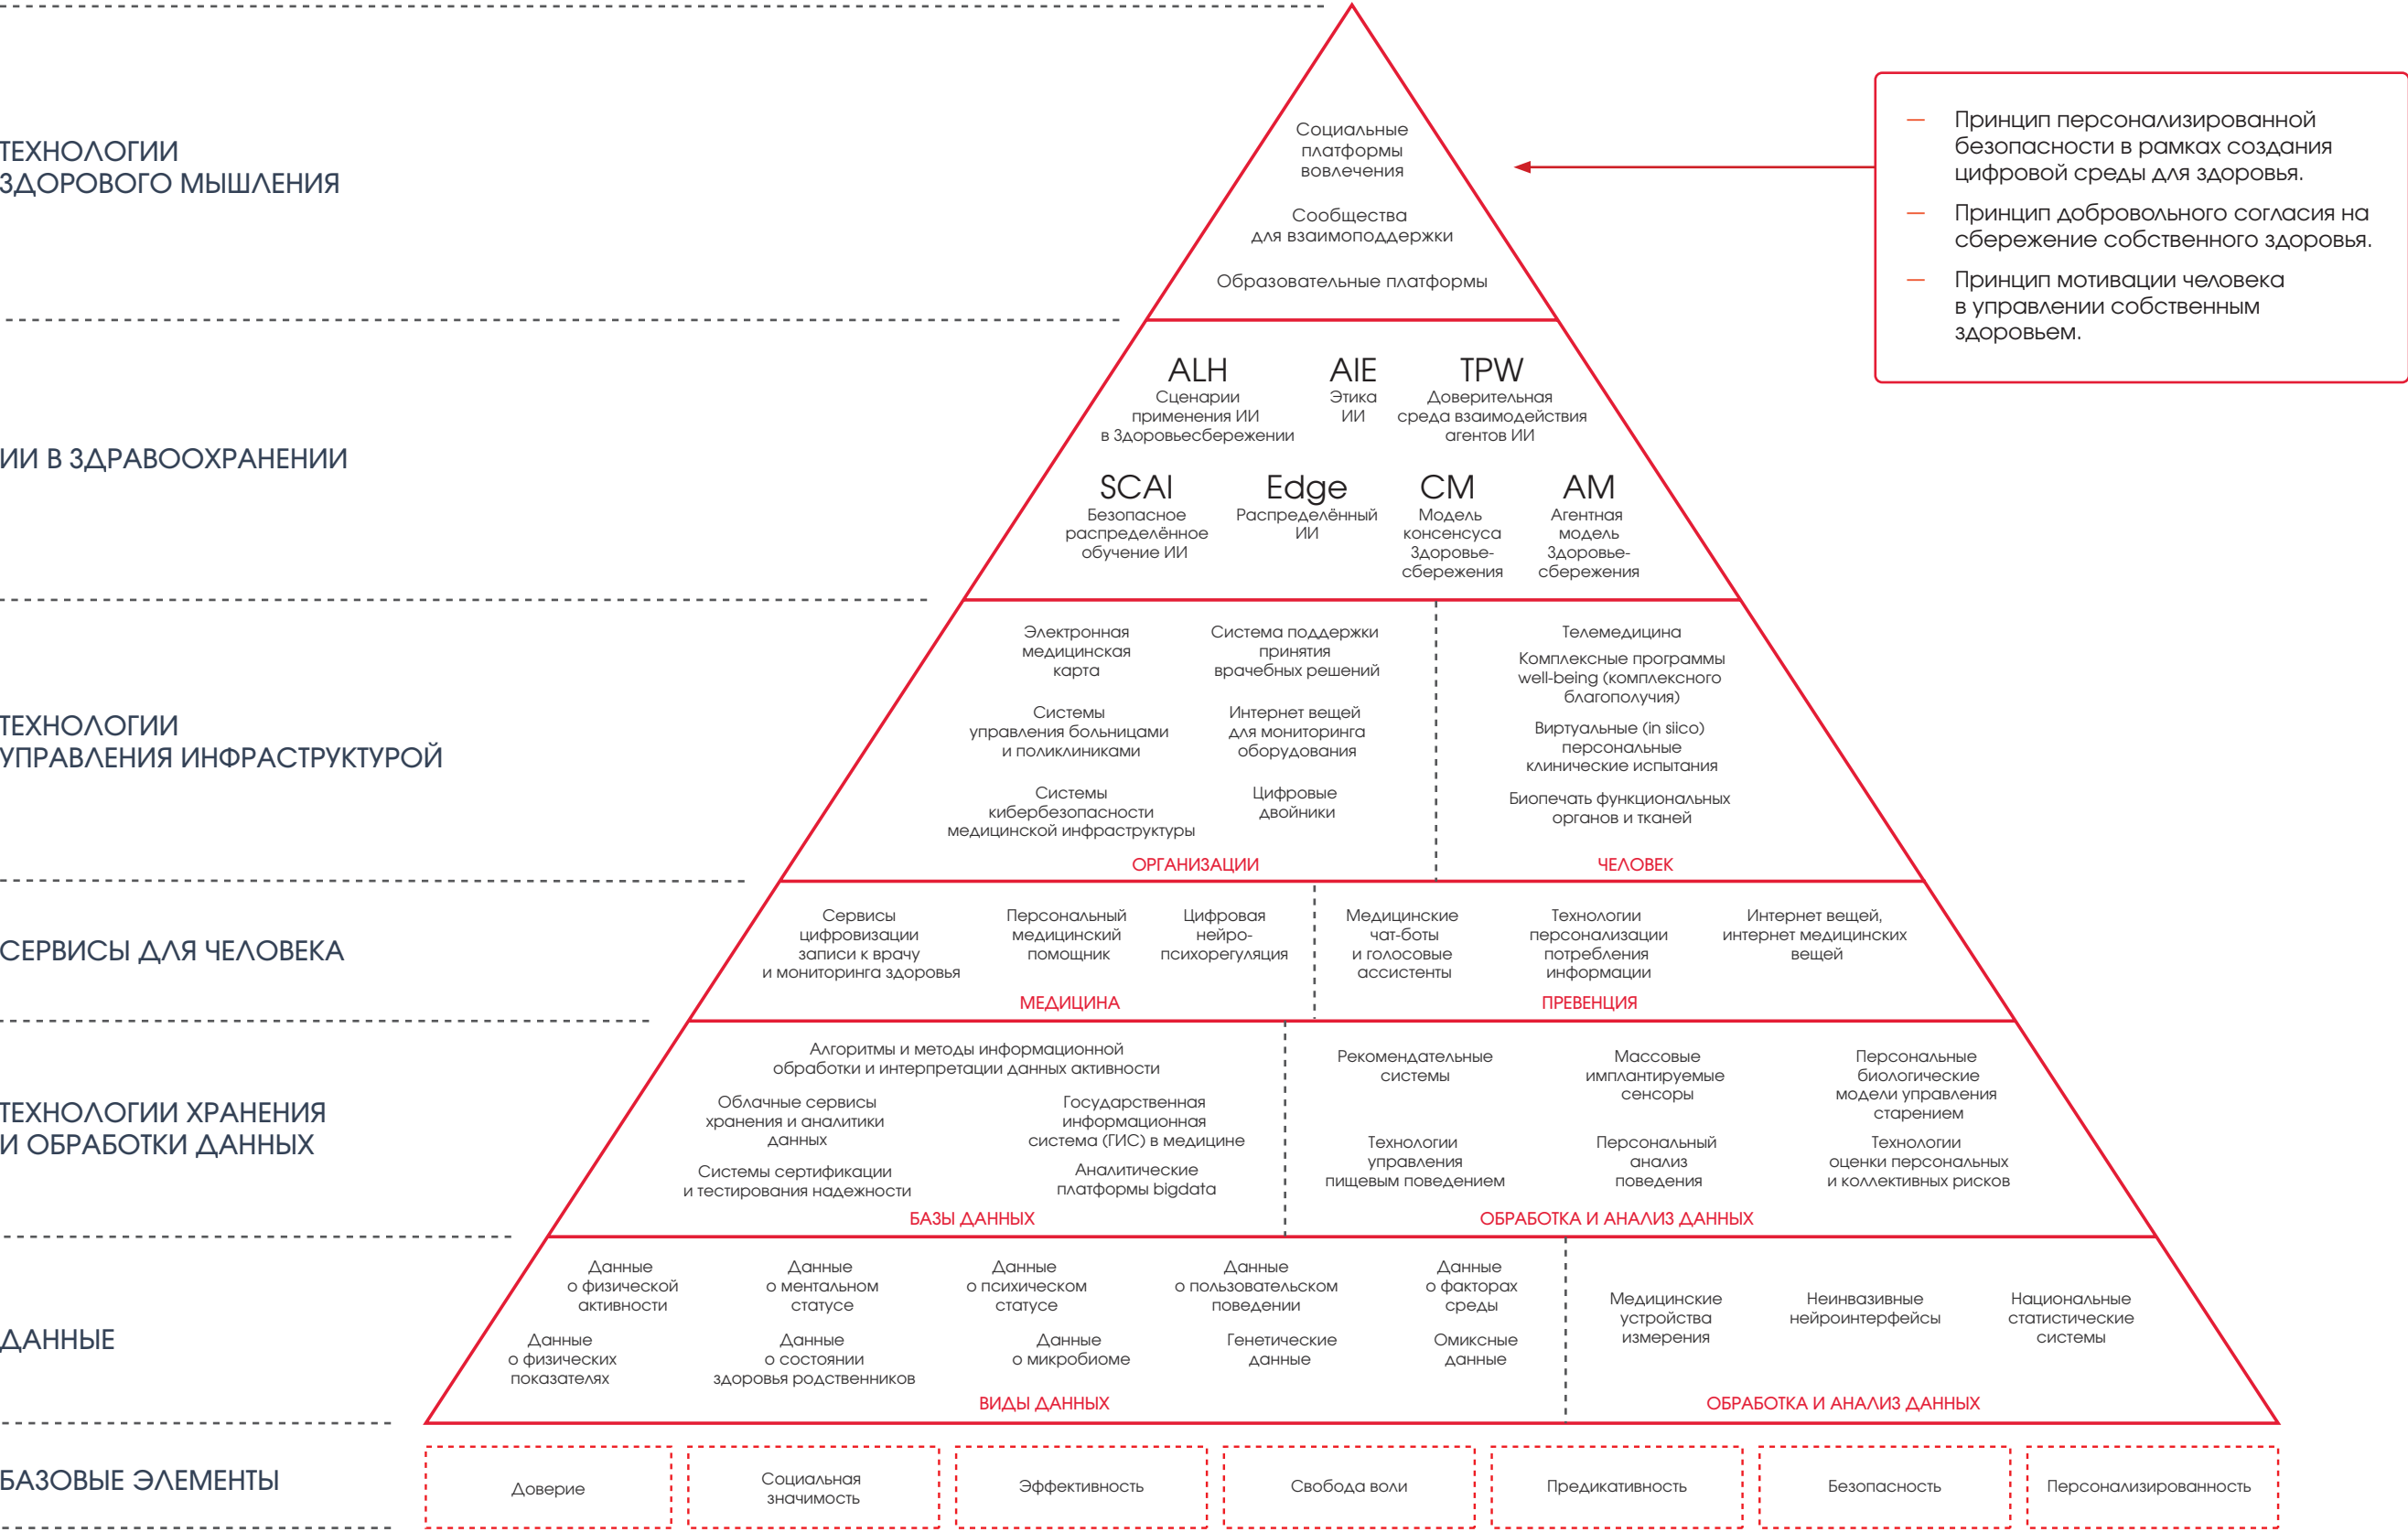 ТЕХНОЛОГИИ
ЗДОРОВОГО МЫШЛЕНИЯ
Социальные
платформы
вовлечения
Сообщества
для взаимоподдержки
Образовательные платформы
— Принцип персонализированной
безопасности в рамках создания
цифровой среды для здоровья.
— Принцип добровольного согласия на
сбережение собственного здоровья.
— Принцип мотивации человека
в управлении собственным
здоровьем.
ИИ В ЗДРАВООХРАНЕНИИ
ALH
Сценарии
применения ИИ
в Здоровьесбережении
AIE
Этика
ИИ
TPW
Доверительная
среда взаимодействия
агентов ИИ
SCAI
Безопасное
распределённое
обучение ИИ
Edge
Распределённый
ИИ
CM
Модель
консенсуса
Здоровье-
сбережения
AM
Агентная
модель
Здоровье-
сбережения
ТЕХНОЛОГИИ
УПРАВЛЕНИЯ ИНФРАСТРУКТУРОЙ
Электронная
медицинская
карта
Система поддержки
принятия
врачебных решений
Системы
управления больницами
и поликлиниками
Интернет вещей
для мониторинга
оборудования
Системы
кибербезопасности
медицинской инфраструктуры
Цифровые
двойники
ОРГАНИЗАЦИИ
Телемедицина
Комплексные программы
well-being (комплексного
благополучия)
Виртуальные (in siico)
персональные
клинические испытания
Биопечать функциональных
органов и тканей
ЧЕЛОВЕК
СЕРВИСЫ ДЛЯ ЧЕЛОВЕКА
Сервисы
цифровизации
записи к врачу
и мониторинга здоровья
Персональный
медицинский
помощник
Цифровая
нейро-
психорегуляция
МЕДИЦИНА
Медицинские
чат-боты
и голосовые
ассистенты
Технологии
персонализации
потребления
информации
Интернет вещей,
интернет медицинских
вещей
ПРЕВЕНЦИЯ
ТЕХНОЛОГИИ ХРАНЕНИЯ
И ОБРАБОТКИ ДАННЫХ
Алгоритмы и методы информационной
обработки и интерпретации данных активности
Облачные сервисы
хранения и аналитики
данных
Государственная
информационная
система (ГИС) в медицине
Системы сертификации
и тестирования надежности
Аналитические
платформы bigdata
БАЗЫ ДАННЫХ
Рекомендательные
системы
Массовые
имплантируемые
сенсоры
Персональные
биологические
модели управления
старением
Технологии
управления
пищевым поведением
Персональный
анализ
поведения
Технологии
оценки персональных
и коллективных рисков
ОБРАБОТКА И АНАЛИЗ ДАННЫХ
ДАННЫЕ
Данные
о физической
активности
Данные
о ментальном
статусе
Данные
о психическом
статусе
Данные
о пользовательском
поведении
Данные
о факторах
среды
Данные
о физических
показателях
Данные
о состоянии
здоровья родственников
Данные
о микробиоме
Генетические
данные
Омиксные
данные
ВИДЫ ДАННЫХ
Медицинские
устройства
измерения
Неинвазивные
нейроинтерфейсы
Национальные
статистические
системы
ОБРАБОТКА И АНАЛИЗ ДАННЫХ
БАЗОВЫЕ ЭЛЕМЕНТЫ
Доверие
Социальная
значимость
Эффективность
Свобода воли
Предикативность
Безопасность
Персонализированность